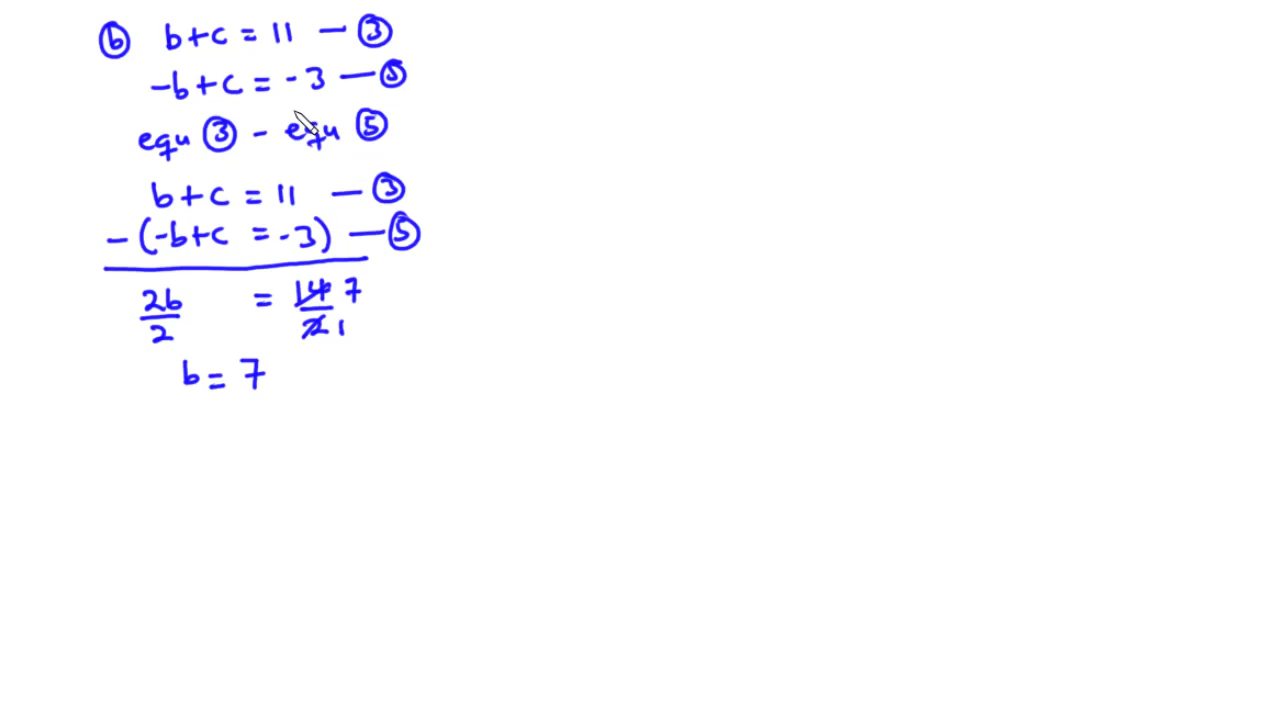 ⓑ b+c = 11 — ③
-b+c = -3 — ⑤
equ ③ - equ ⑤
b+c = 11 — ③
-(-b+c = -3) — ⑤
2b/2 = 14/2 7/1
b = 7